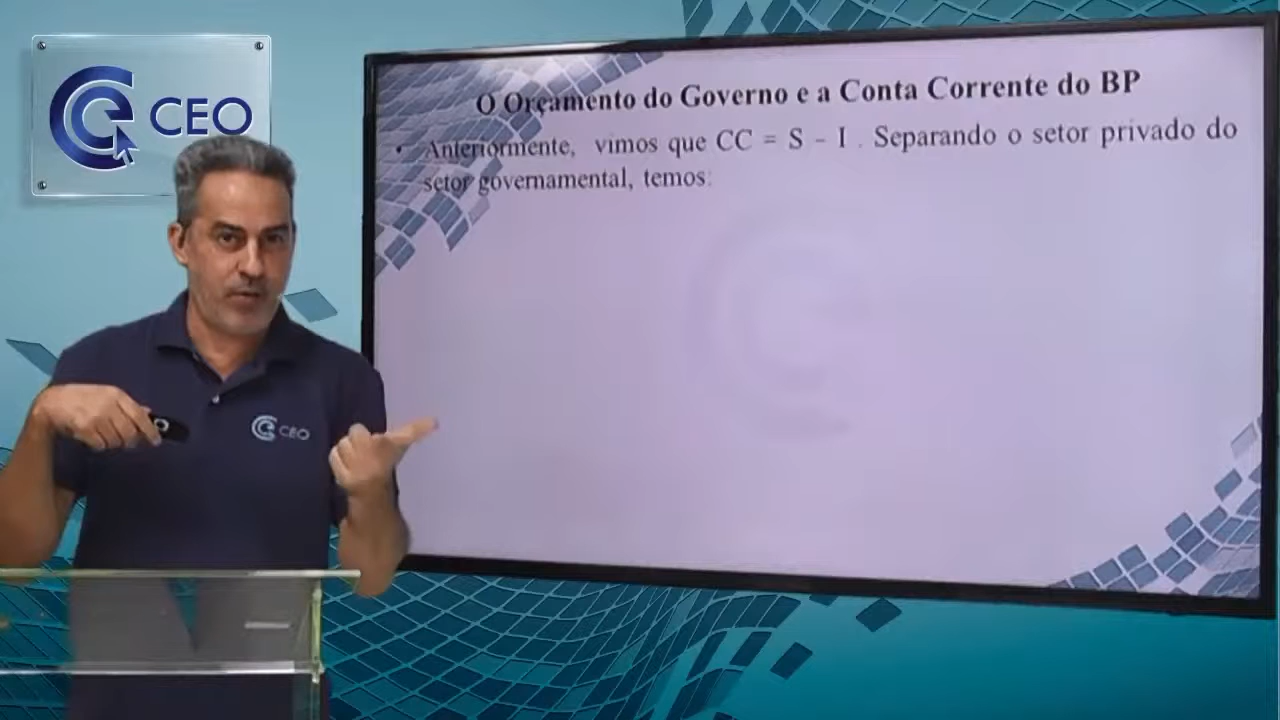 CEO
O Orçamento do Governo e a Conta Corrente do BP
• Anteriormente, vimos que CC = S - I . Separando o setor privado do
setor governamental, temos:
CEO